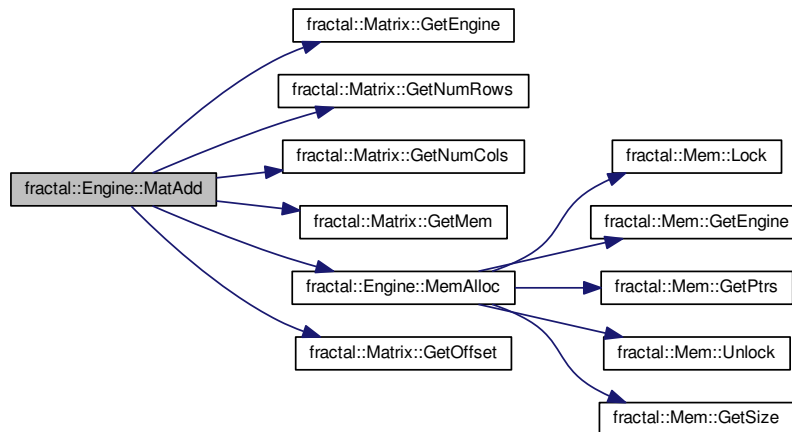 fractal::Matrix::GetEngine
fractal::Matrix::GetNumRows
fractal::Matrix::GetNumCols
fractal::Mem::Lock
fractal::Engine::MatAdd
fractal::Matrix::GetMem
fractal::Mem::GetEngine
fractal::Engine::MemAlloc
fractal::Mem::GetPtrs
fractal::Matrix::GetOffset
fractal::Mem::Unlock
fractal::Mem::GetSize